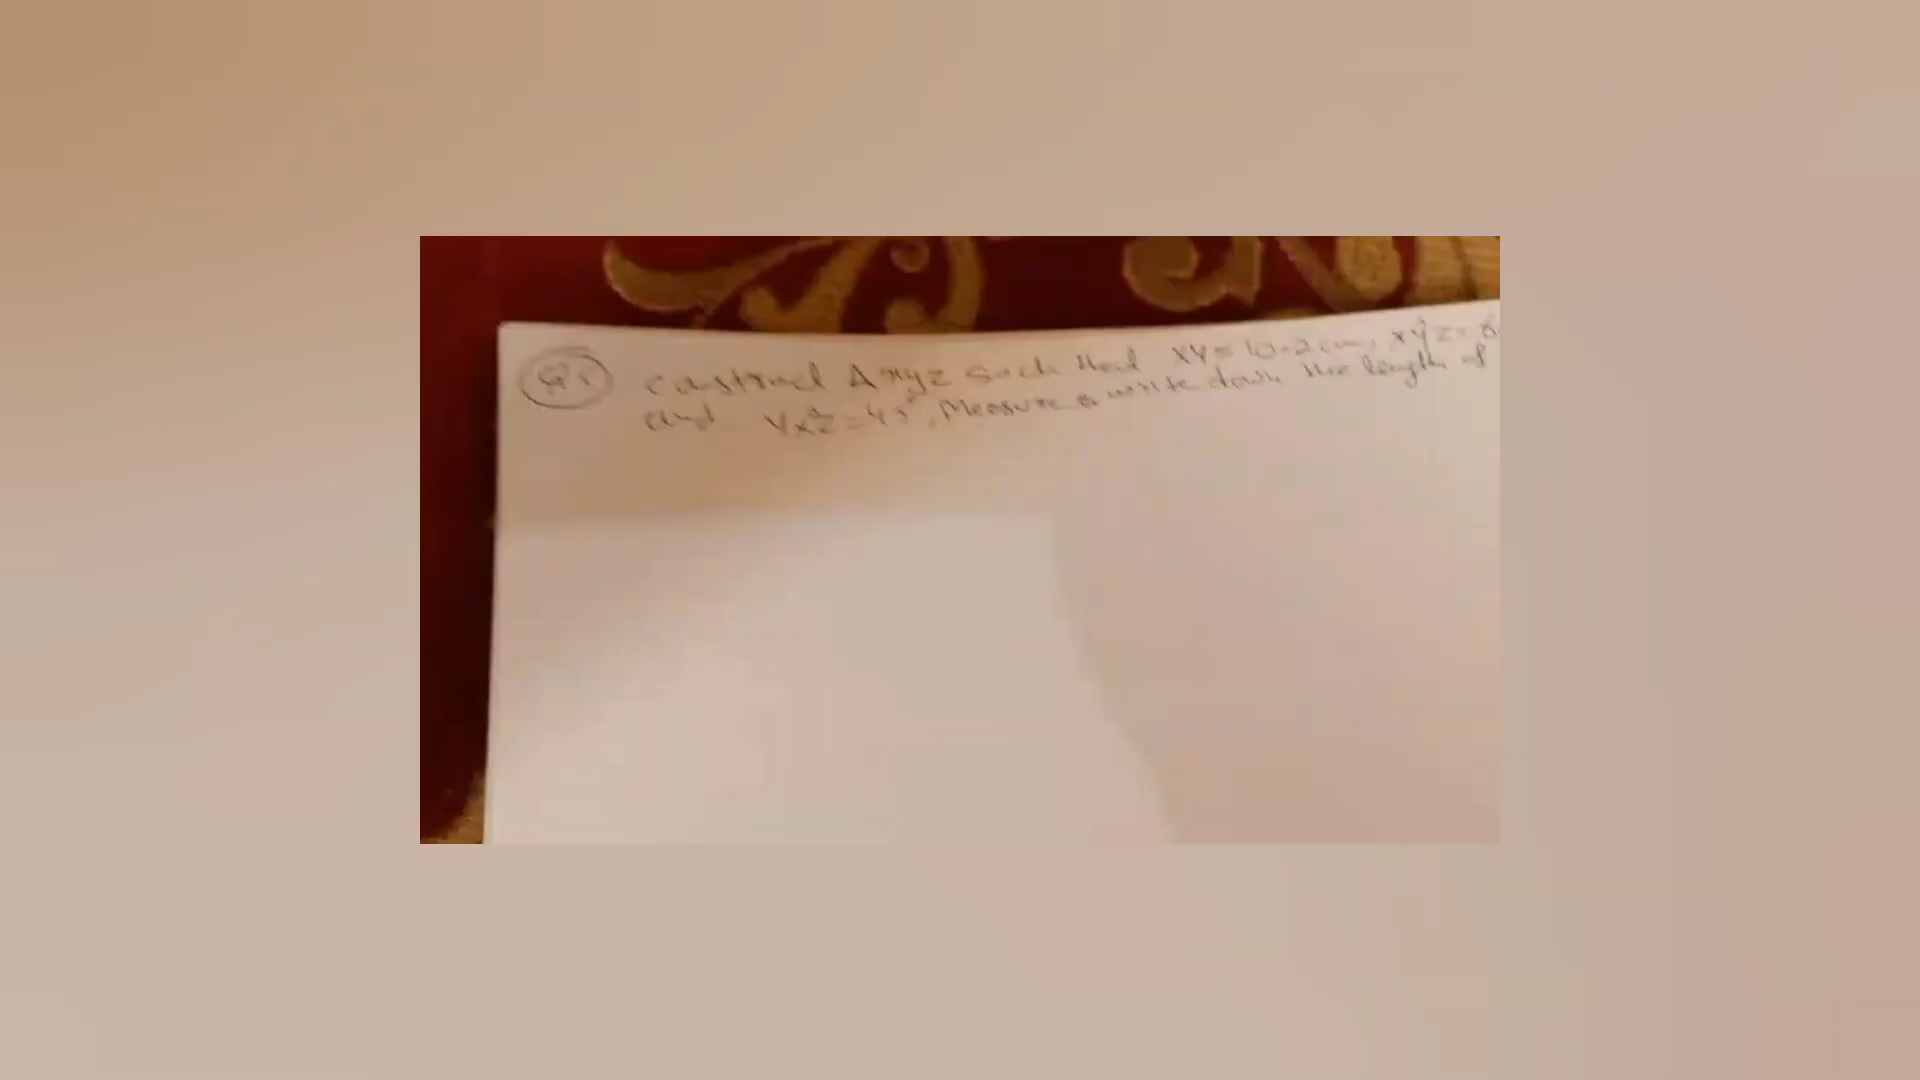 Q1 construct Δ xyz such that XY = 10.2 cm, XŶZ = 6
and YX̂Z = 45°, Measure & write down the length of